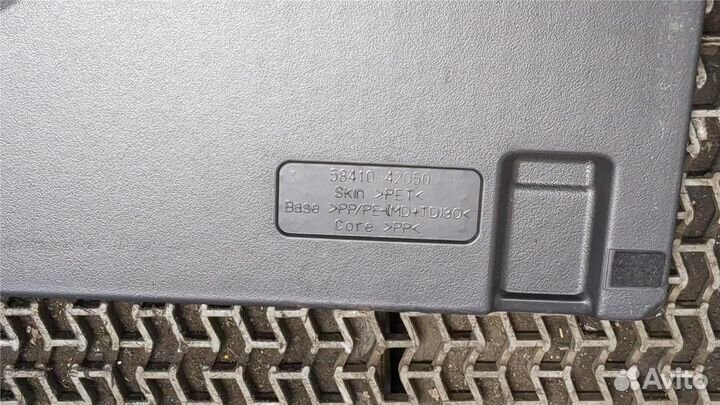 58410 42050
Skin >PET<
Base >PP/PE-(MD+TD)30<
Core >PP<
Avito